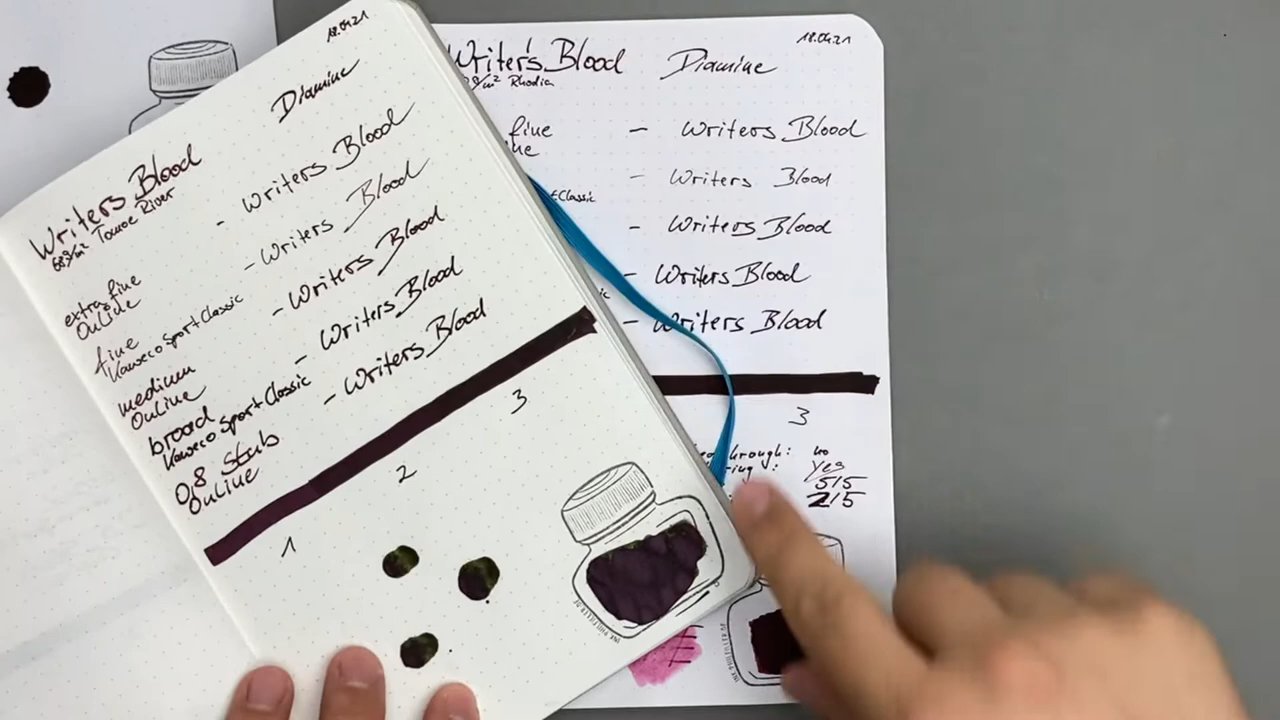 18.04.21
Diamine
Writers Blood
68g/m² Tomoe River
extra fine - Writers Blood
Online
fine - Writers Blood
Kaweco Sport Classic
medium - Writers Blood
Online
broad - Writers Blood
Kaweco Sport Classic
0,8 Stub - Writers Blood
Online
1 2 3
18.04.21
Writer's Blood Diamine
g/m² Rhodia
fine - Writers Blood
- Writers Blood
Classic
- Writers Blood
- Writers Blood
- Writers Blood
3
through: no
yes
5/5
2/5